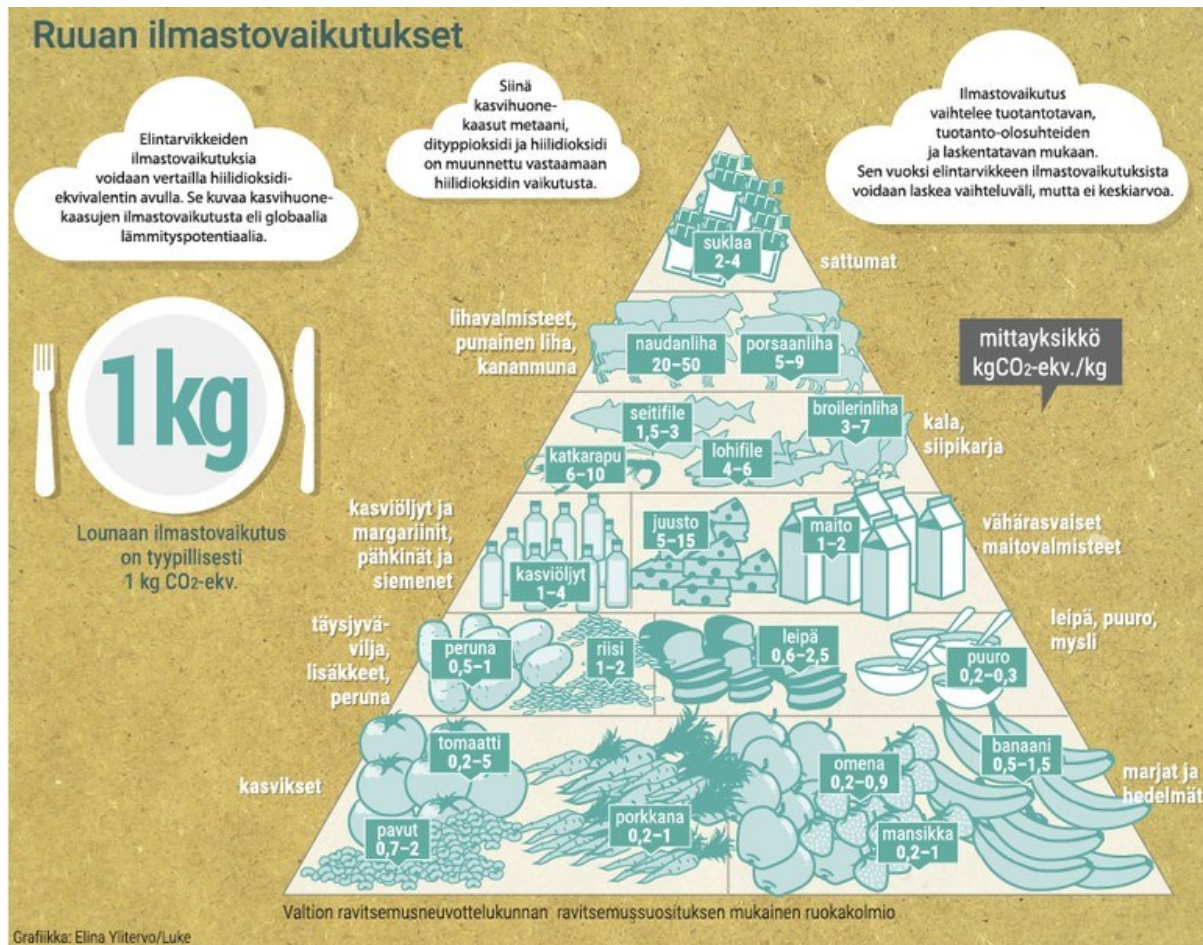 Ruuan ilmastovaikutukset
Elintarvikkeiden
ilmastovaikutuksia
voidaan vertailla hiilidioksidi-
ekvivalentin avulla. Se kuvaa kasvihuone-
kaasujen ilmastovaikutusta eli globaalia
lämmityspotentiaalia.
Siinä
kasvihuone-
kaasut metaani,
dityppioksidi ja hiilidioksidi
on muunnettu vastaamaan
hiilidioksidin vaikutusta.
Ilmastovaikutus
vaihtelee tuotantotavan,
tuotanto-olosuhteiden
ja laskentatavan mukaan.
Sen vuoksi elintarvikkeen ilmastovaikutuksista
voidaan laskea vaihteluväli, mutta ei keskiarvoa.
1 kg
Lounaan ilmastovaikutus
on tyypillisesti
1 kg CO2-ekv.
mittayksikkö
kgCO2-ekv./kg
suklaa
2-4
sattumat
lihavalmisteet,
punainen liha,
kananmuna
naudanliha
20–50
porsaanliha
5–9
seitifile
1,5–3
broilerinliha
3–7
katkarapu
6–10
lohifile
4–6
kala,
siipikarja
kasviöljyt ja
margariinit,
pähkinät ja
siemenet
kasviöljyt
1–4
juusto
5–15
maito
1–2
vähärasvaiset
maitovalmisteet
täysjyvä-
vilja,
lisäkkeet,
peruna
peruna
0,5–1
riisi
1–2
leipä
0,6–2,5
puuro
0,2–0,3
leipä, puuro,
mysli
kasvikset
tomaatti
0,2–5
pavut
0,7–2
porkkana
0,2–1
omena
0,2–0,9
mansikka
0,2–1
banaani
0,5–1,5
marjat ja
hedelmät
Valtion ravitsemusneuvottelukunnan ravitsemussuosituksen mukainen ruokakolmio
Grafiikka: Elina Ylitervo/Luke